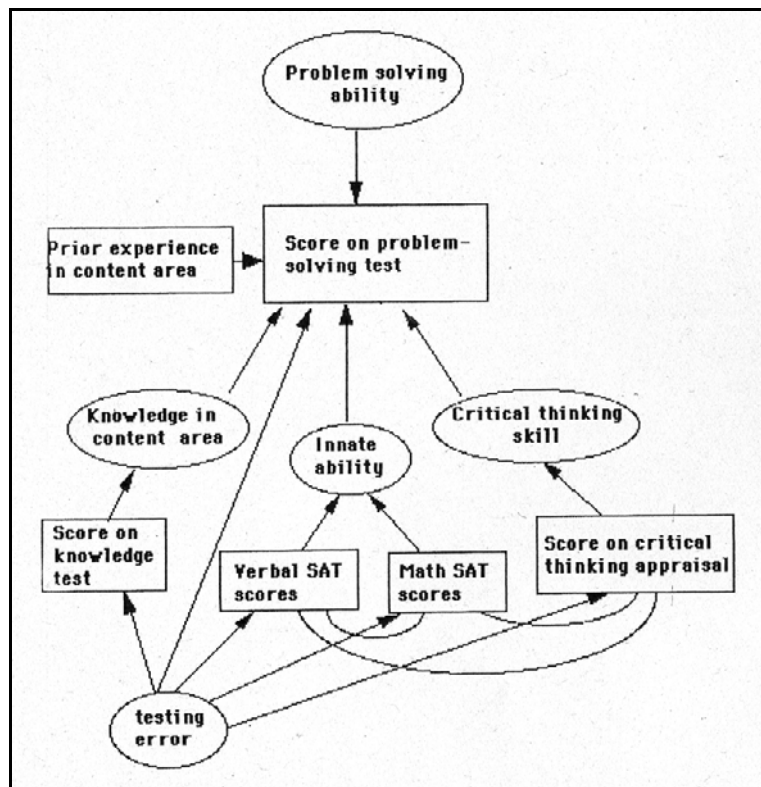 Problem solving
ability
Prior experience
in content area
Score on problem-
solving test
Knowledge in
content area
Innate
ability
Critical thinking
skill
Score on
knowledge
test
Verbal SAT
scores
Math SAT
scores
Score on critical
thinking appraisal
testing
error